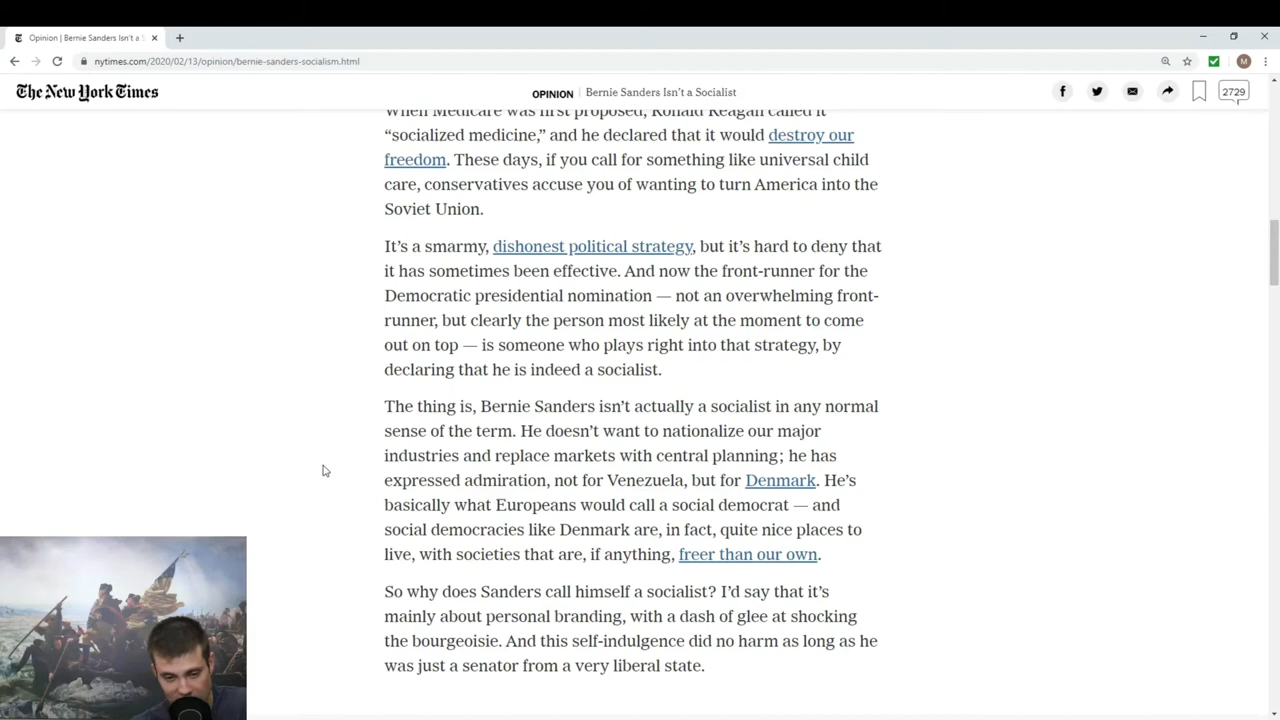 Opinion | Bernie Sanders Isn't a S
nytimes.com/2020/02/13/opinion/bernie-sanders-socialism.html
M
The New York Times
OPINION | Bernie Sanders Isn't a Socialist
2729
When Medicare was first proposed, Ronald Reagan called it
“socialized medicine,” and he declared that it would destroy our
freedom. These days, if you call for something like universal child
care, conservatives accuse you of wanting to turn America into the
Soviet Union.
It’s a smarmy, dishonest political strategy, but it’s hard to deny that
it has sometimes been effective. And now the front-runner for the
Democratic presidential nomination — not an overwhelming front-
runner, but clearly the person most likely at the moment to come
out on top — is someone who plays right into that strategy, by
declaring that he is indeed a socialist.
The thing is, Bernie Sanders isn’t actually a socialist in any normal
sense of the term. He doesn’t want to nationalize our major
industries and replace markets with central planning; he has
expressed admiration, not for Venezuela, but for Denmark. He’s
basically what Europeans would call a social democrat — and
social democracies like Denmark are, in fact, quite nice places to
live, with societies that are, if anything, freer than our own.
So why does Sanders call himself a socialist? I’d say that it’s
mainly about personal branding, with a dash of glee at shocking
the bourgeoisie. And this self-indulgence did no harm as long as he
was just a senator from a very liberal state.